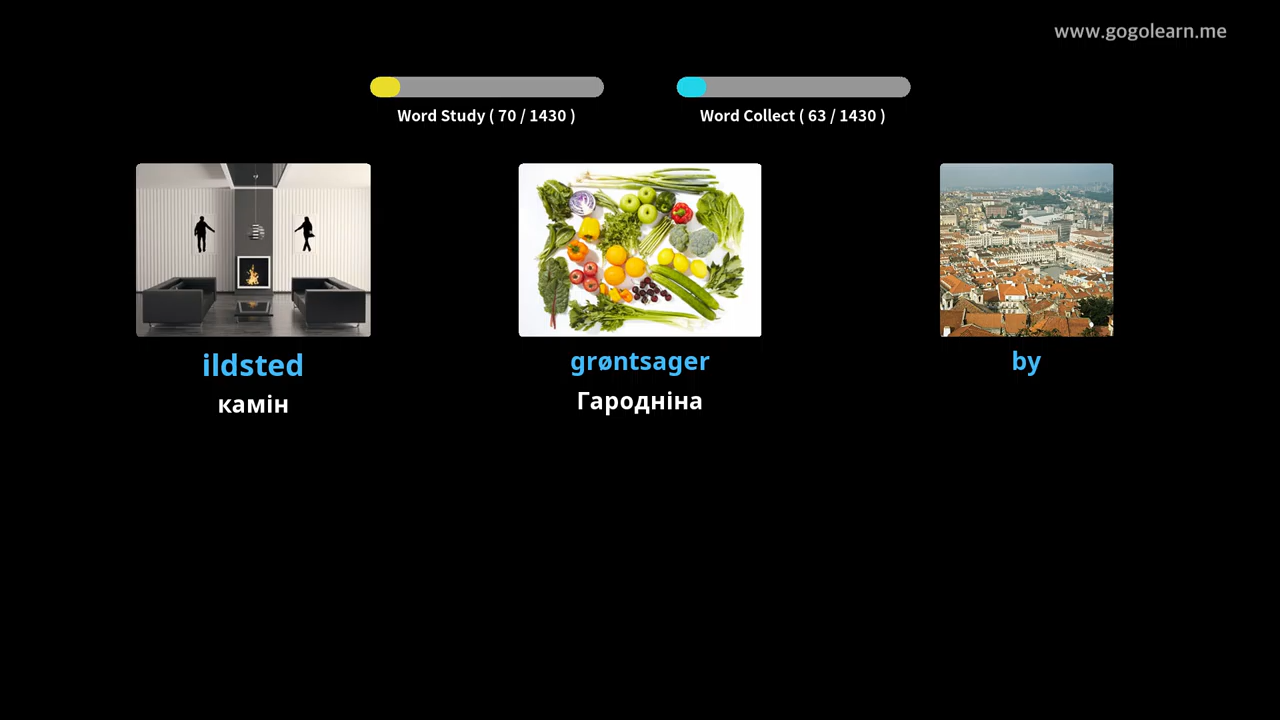 www.gogolearn.me
Word Study ( 70 / 1430 )
Word Collect ( 63 / 1430 )
ildsted
grøntsager
by
камін
Гародніна